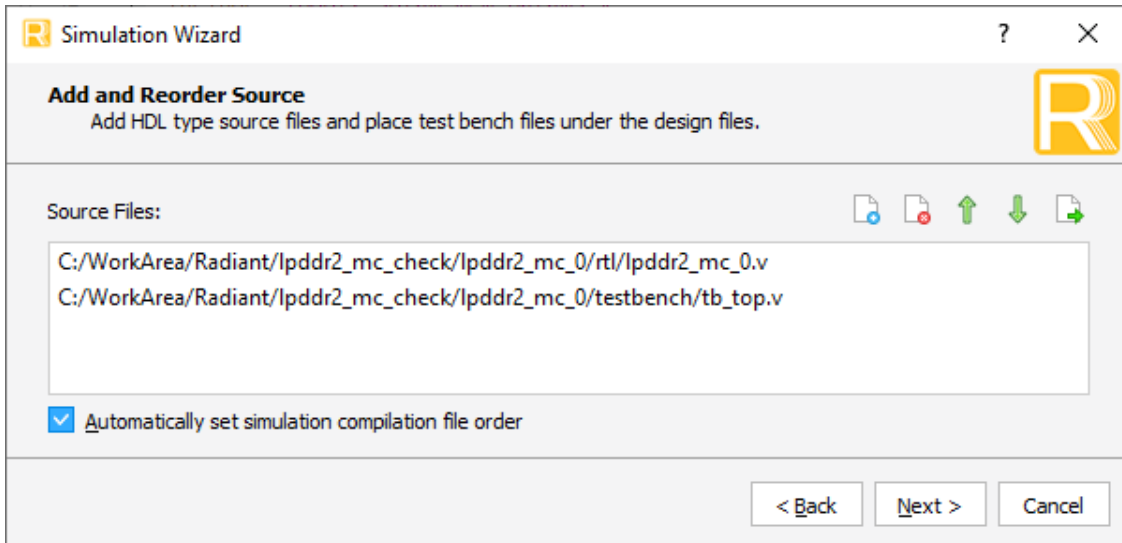 Simulation Wizard
Add and Reorder Source
Add HDL type source files and place test bench files under the design files.
Source Files:
C:/WorkArea/Radiant/lpddr2_mc_check/lpddr2_mc_0/rtl/lpddr2_mc_0.v
C:/WorkArea/Radiant/lpddr2_mc_check/lpddr2_mc_0/testbench/tb_top.v
Automatically set simulation compilation file order
< Back Next > Cancel